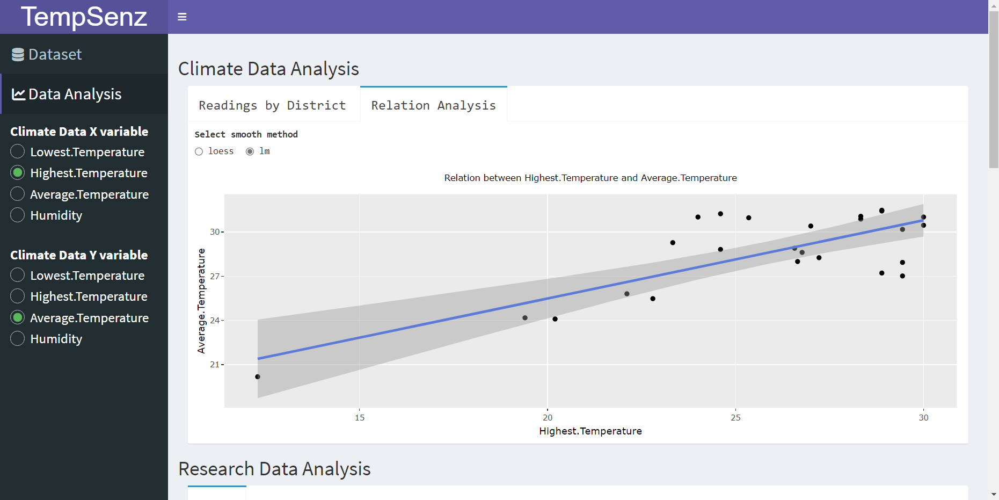 TempSenz
Dataset
Data Analysis
Climate Data X variable
Lowest.Temperature
Highest.Temperature
Average.Temperature
Humidity
Climate Data Y variable
Lowest.Temperature
Highest.Temperature
Average.Temperature
Humidity
Climate Data Analysis
Readings by District
Relation Analysis
Select smooth method
loess
lm
Relation between Highest.Temperature and Average.Temperature
Average.Temperature
30
27
24
21
15
20
25
30
Highest.Temperature
Research Data Analysis